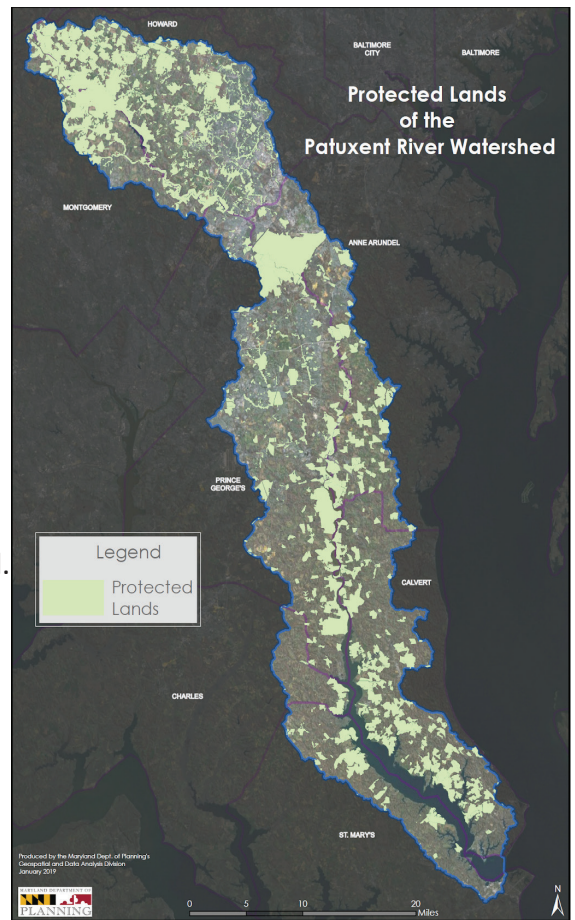 HOWARD
BALTIMORE
CITY
BALTIMORE
Protected Lands
of the
Patuxent River Watershed
MONTGOMERY
ANNE ARUNDEL
PRINCE
GEORGE'S
.
Legend
Protected
Lands
CALVERT
CHARLES
ST. MARY'S
Produced by the Maryland Dept. of Planning's
Geospatial and Data Analysis Division
January 2019
MARYLAND DEPARTMENT OF
PLANNING
0 5 10 20
Miles
N